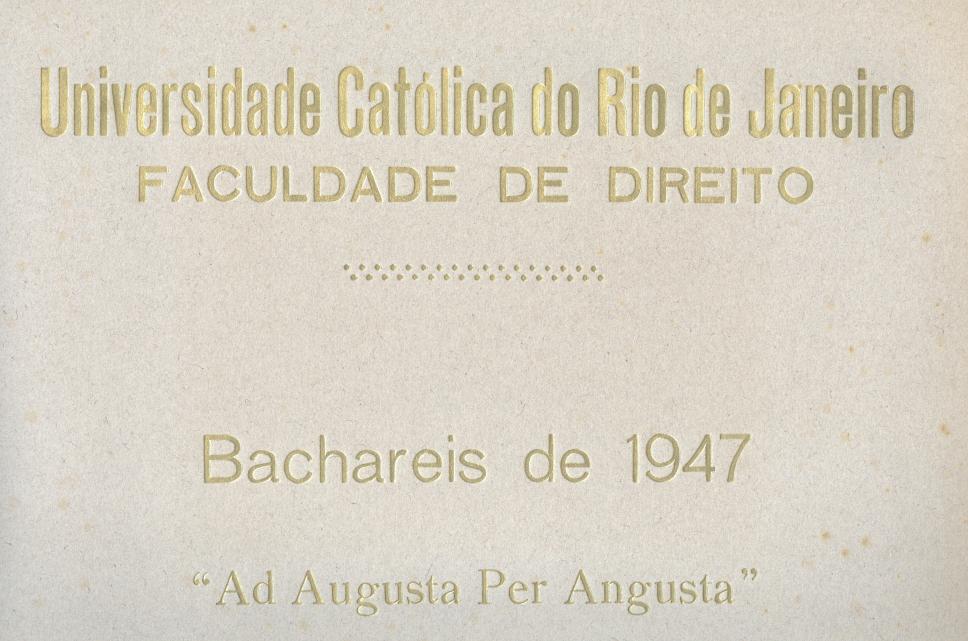 Universidade Católica do Rio de Janeiro
FACULDADE DE DIREITO
Bachareis de 1947
“Ad Augusta Per Angusta”